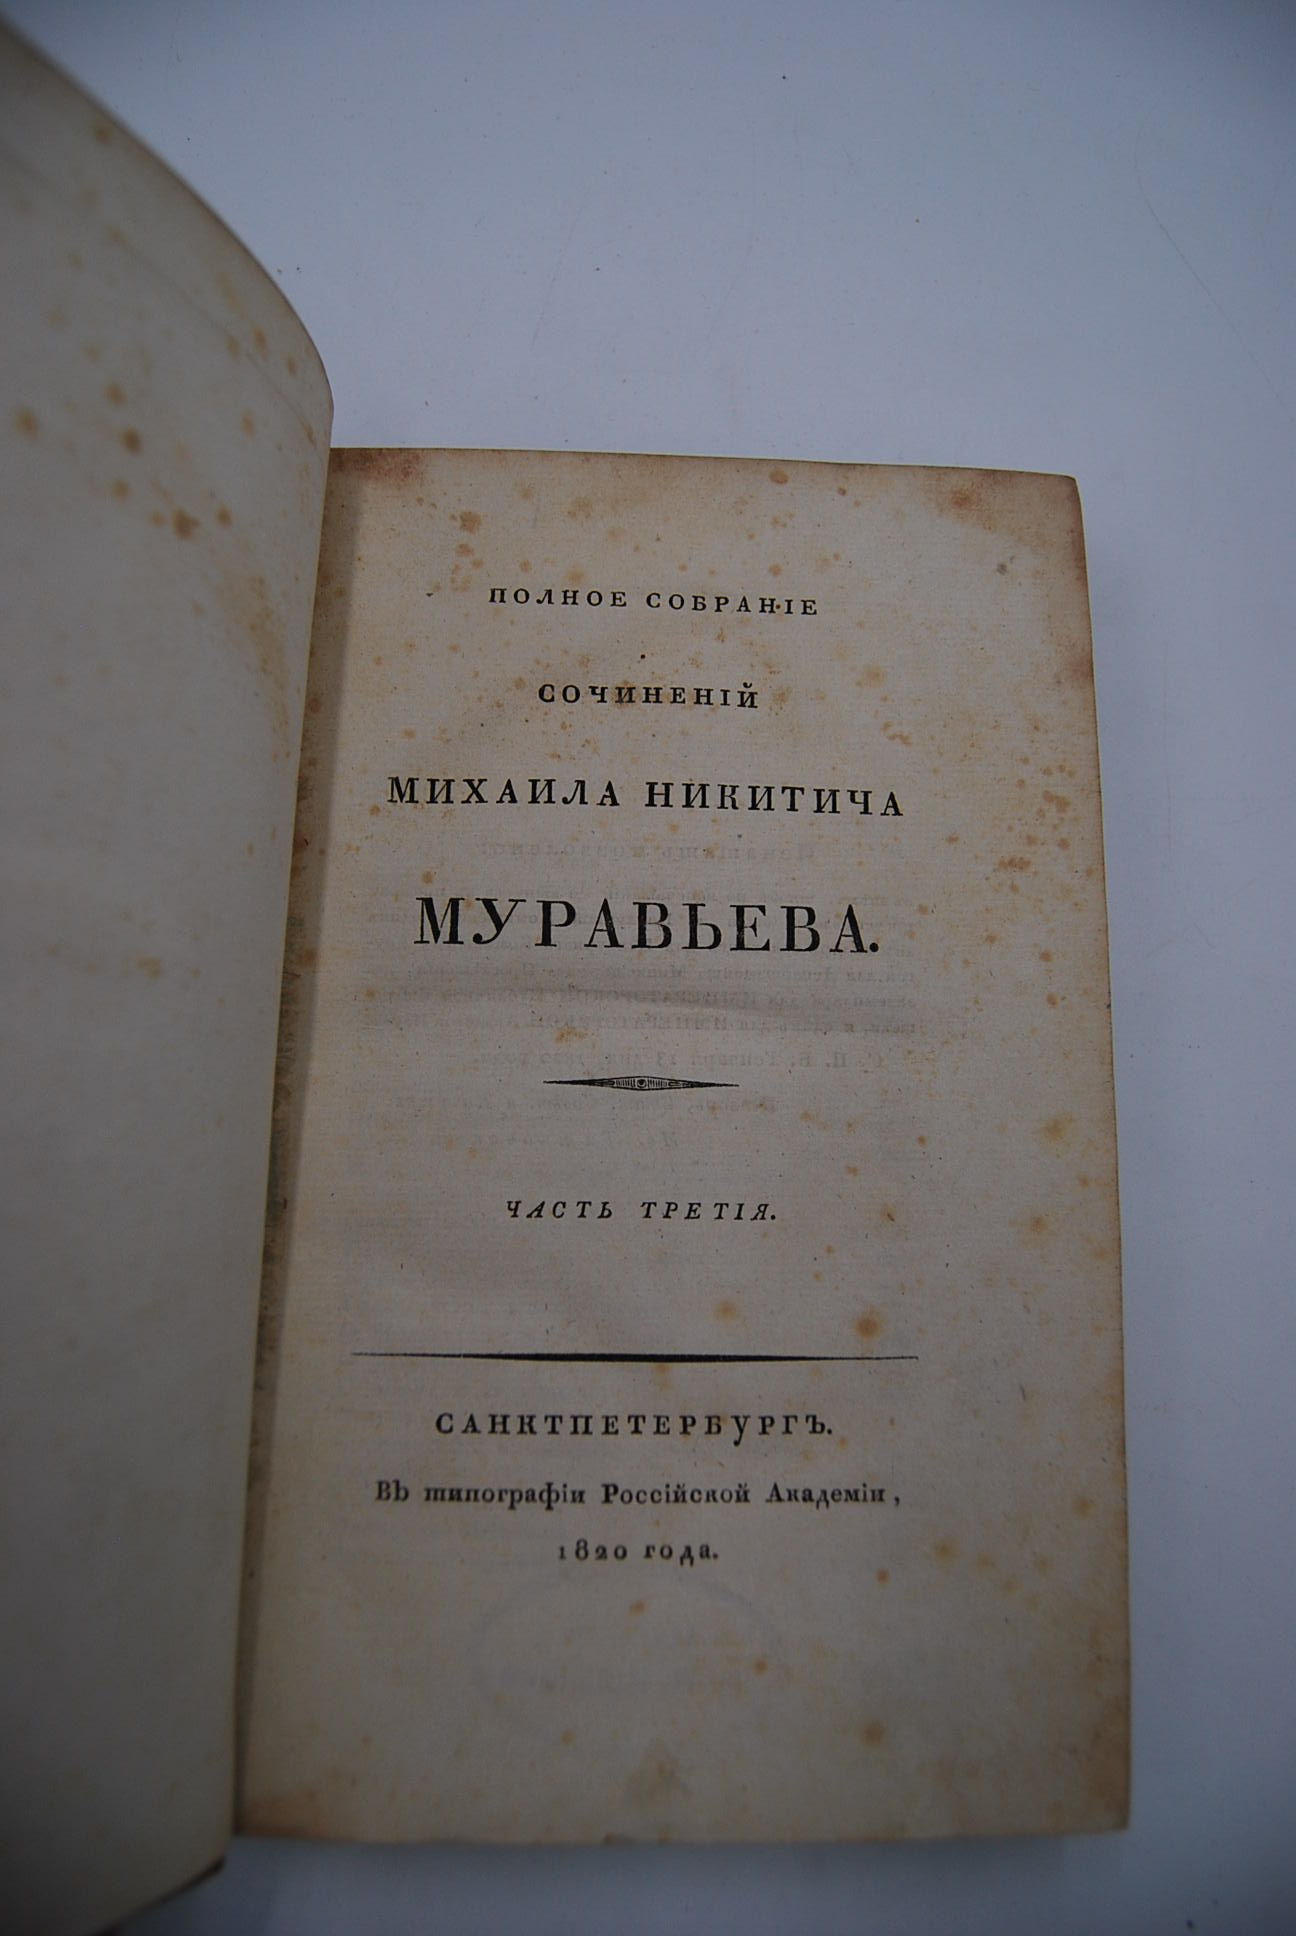 ПОЛНОЕ СОБРАНІЕ
СОЧИНЕНІЙ
МИХАИЛА НИКИТИЧА
МУРАВЬЕВА.
ЧАСТЬ ТРЕТІЯ.
САНКТПЕТЕРБУРГЪ.
Въ типографіи Россійской Академіи,
1820 года.